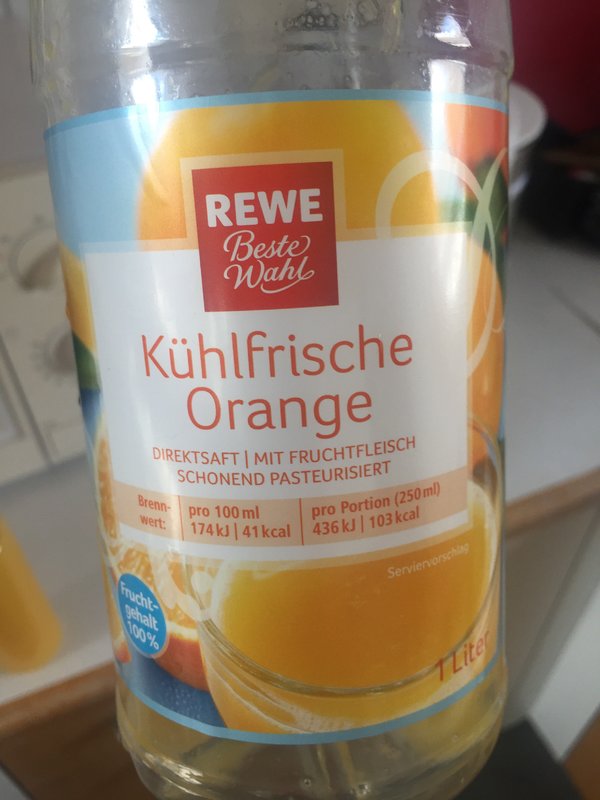 REWE
Beste
Wahl
Kühlfrische
Orange
DIREKTSAFT | MIT FRUCHTFLEISCH
SCHONEND PASTEURISIERT
Brenn-
wert:
pro 100 ml
174 kJ | 41 kcal
pro Portion (250 ml)
436 kJ | 103 kcal
Serviervorschlag
Frucht-
gehalt
100%
1 Liter